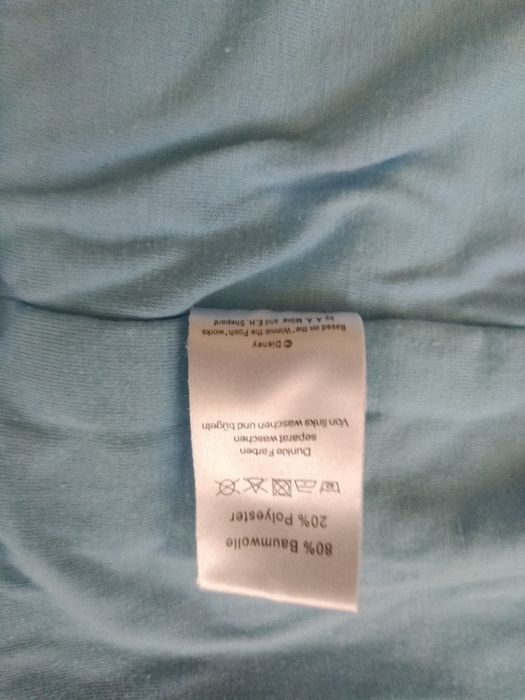 80% Baumwolle
20% Polyester
Dunkle Farben
separat waschen
Von links waschen und bügeln
© Disney
Based on the "Winnie the Pooh" works
by A. A. Milne and E.H. Shepard